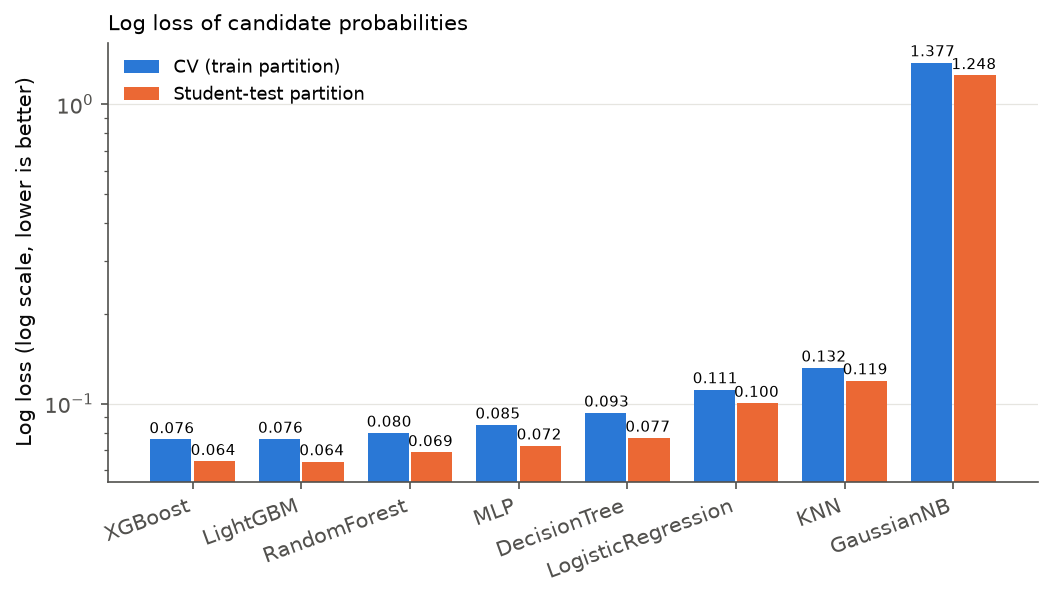 Log loss of candidate probabilities
CV (train partition)
Student-test partition
Log loss (log scale, lower is better)
10⁰
10⁻¹
0.076
0.064
0.076
0.064
0.080
0.069
0.085
0.072
0.093
0.077
0.111
0.100
0.132
0.119
1.377
1.248
XGBoost
LightGBM
RandomForest
MLP
DecisionTree
LogisticRegression
KNN
GaussianNB